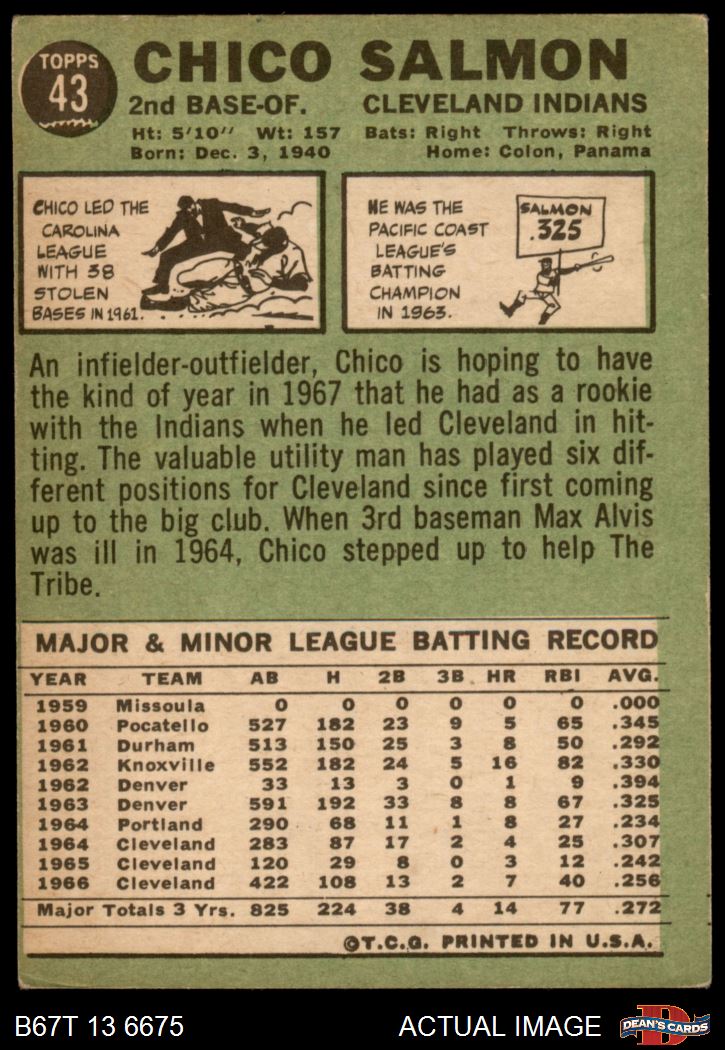 TOPPS
43
CHICO SALMON
2nd BASE-OF. CLEVELAND INDIANS
Ht: 5'10" Wt: 157 Bats: Right Throws: Right
Born: Dec. 3, 1940 Home: Colon, Panama
CHICO LED THE
CAROLINA
LEAGUE
WITH 38
STOLEN
BASES IN 1961.
HE WAS THE
PACIFIC COAST
LEAGUE'S
BATTING
CHAMPION
IN 1963.
SALMON
.325
An infielder-outfielder, Chico is hoping to have
the kind of year in 1967 that he had as a rookie
with the Indians when he led Cleveland in hit-
ting. The valuable utility man has played six dif-
ferent positions for Cleveland since first coming
up to the big club. When 3rd baseman Max Alvis
was ill in 1964, Chico stepped up to help The
Tribe.
MAJOR & MINOR LEAGUE BATTING RECORD
YEAR TEAM AB H 2B 3B HR RBI AVG.
1959 Missoula 0 0 0 0 0 0 .000
1960 Pocatello 527 182 23 9 5 65 .345
1961 Durham 513 150 25 3 8 50 .292
1962 Knoxville 552 182 24 5 16 82 .330
1962 Denver 33 13 3 0 1 9 .394
1963 Denver 591 192 33 8 8 67 .325
1964 Portland 290 68 11 1 8 27 .234
1964 Cleveland 283 87 17 2 4 25 .307
1965 Cleveland 120 29 8 0 3 12 .242
1966 Cleveland 422 108 13 2 7 40 .256
Major Totals 3 Yrs. 825 224 38 4 14 77 .272
©T.C.G. PRINTED IN U.S.A.
B67T 13 6675 ACTUAL IMAGE
D
DEAN'S CARDS